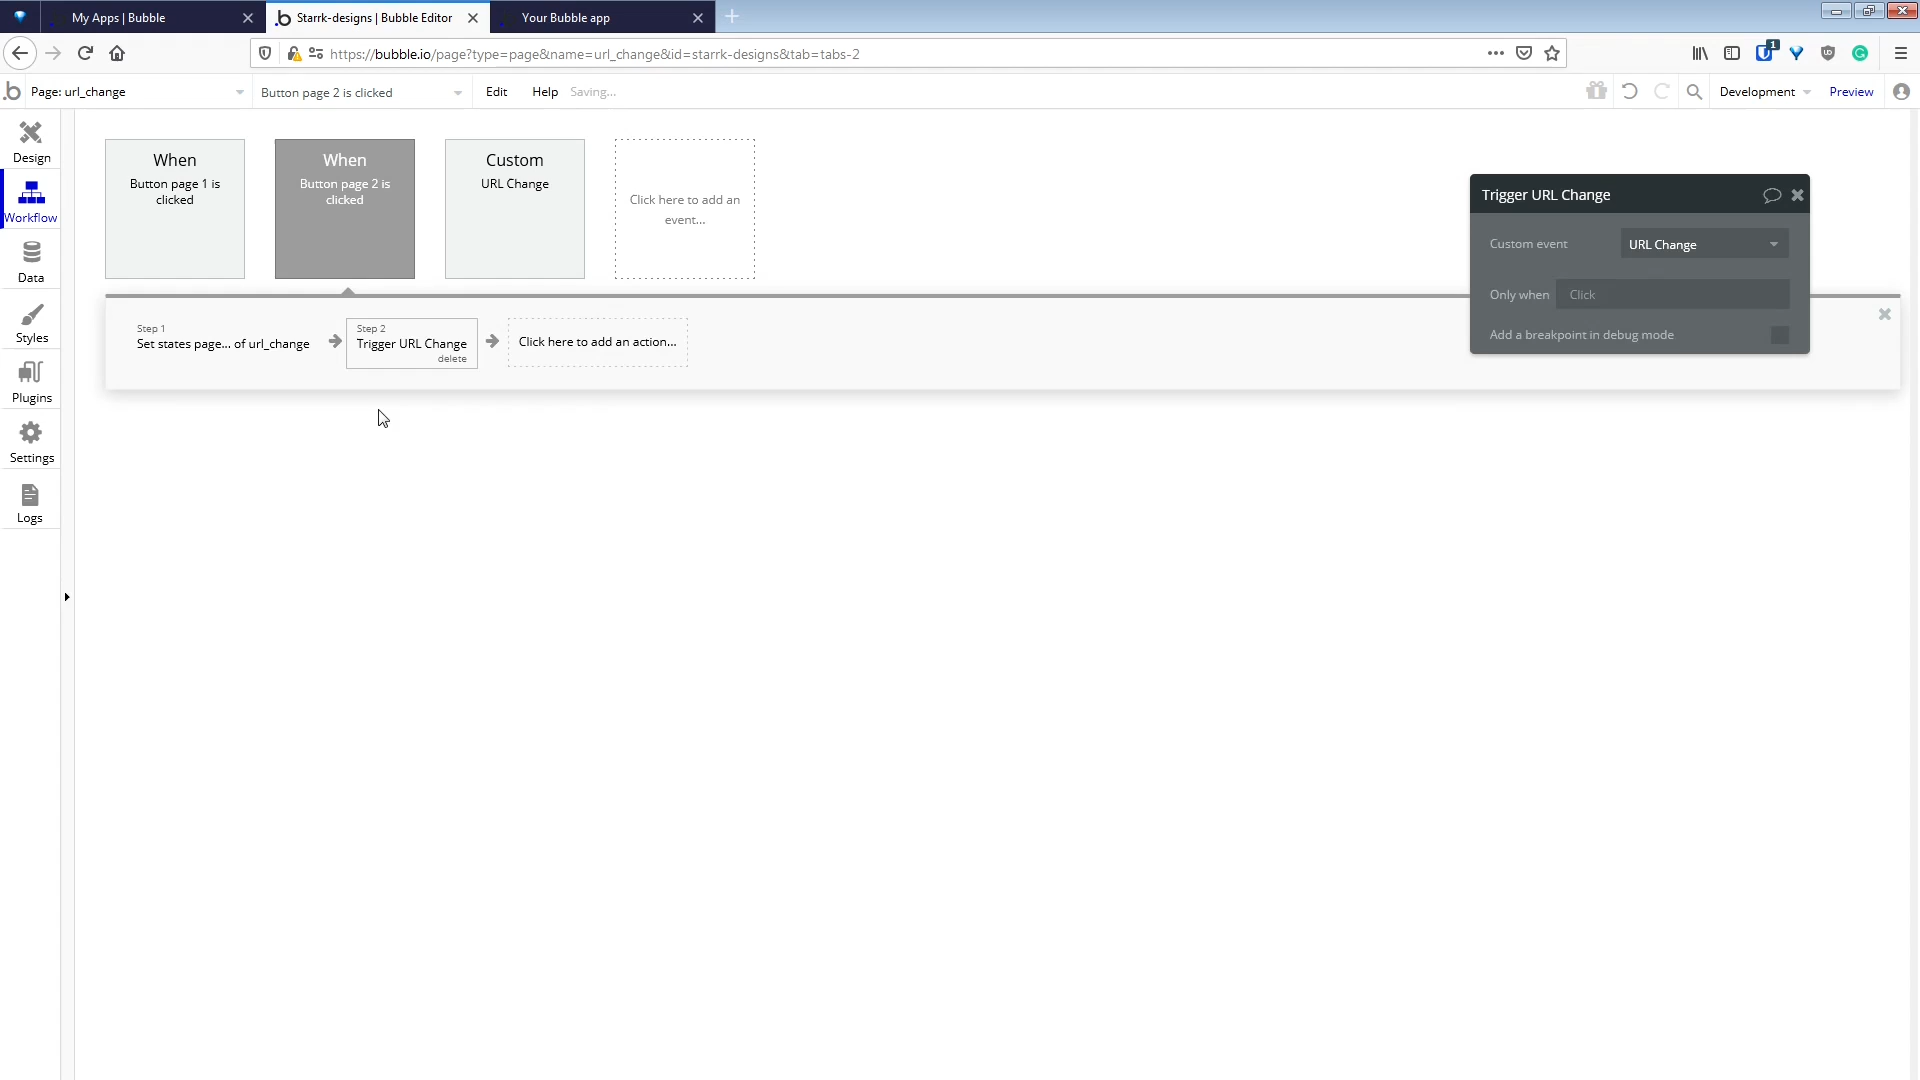 My Apps | Bubble
Starrk-designs | Bubble Editor
Your Bubble app
https://bubble.io/page?type=page&name=url_change&id=starrk-designs&tab=tabs-2
1
Page: url_change
Button page 2 is clicked
Edit
Help
Saving...
Development
Preview
Design
Workflow
Data
Styles
Plugins
Settings
Logs
When
Button page 1 is
clicked
When
Button page 2 is
clicked
Custom
URL Change
Click here to add an
event...
Step 1
Set states page... of url_change
Step 2
Trigger URL Change
delete
Click here to add an action...
Trigger URL Change
Custom event
URL Change
Only when
Click
Add a breakpoint in debug mode